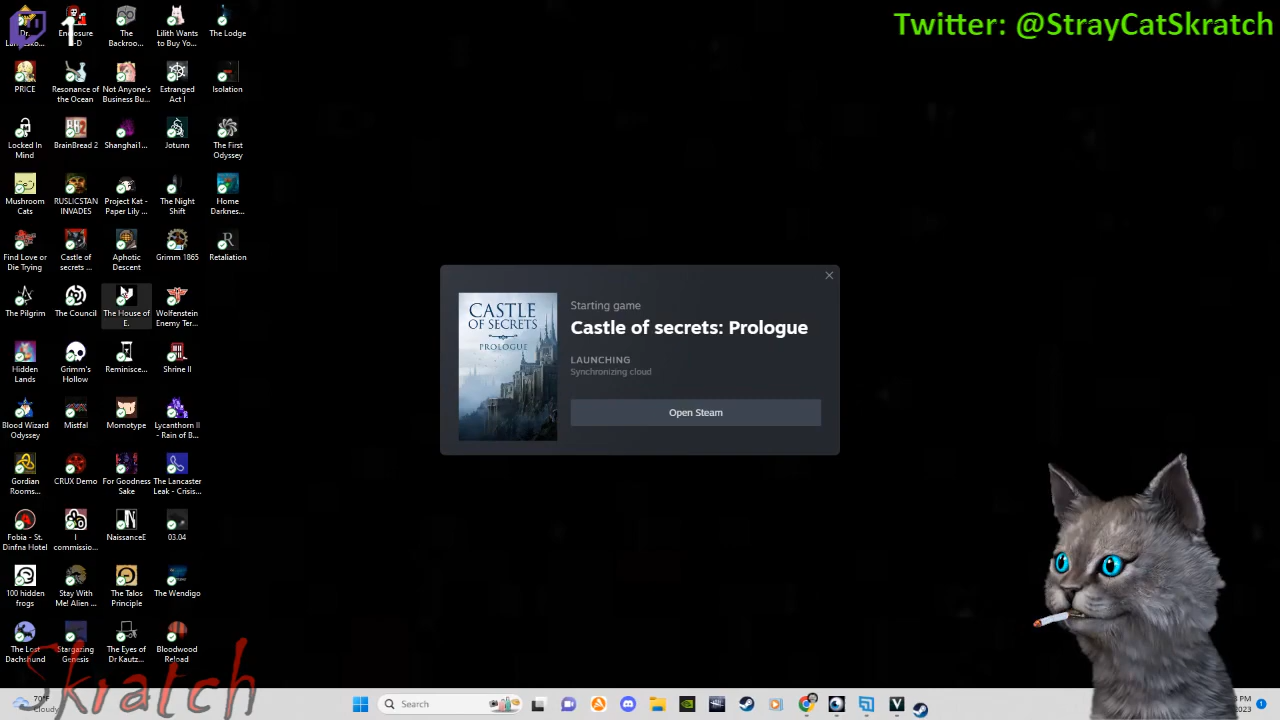 1
Twitter: @StrayCatSkratch
Enclosure
-D
The
Backroo...
Lilith Wants
to Buy Yo...
The Lodge
PRICE
Resonance of
the Ocean
Not Anyone's
Business Bu...
Estranged
Act I
Isolation
Locked In
Mind
BrainBread 2
Shanghai1...
Jotunn
The First
Odyssey
Mushroom
Cats
RUSLICSTAN
INVADES
Project Kat -
Paper Lily ...
The Night
Shift
Home
Darknes...
Find Love or
Die Trying
Castle of
secrets ...
Aphotic
Descent
Grimm 1865
Retaliation
The Pilgrim
The Council
The House of
E.
Wolfenstein
Enemy Ter...
Hidden
Lands
Grimm's
Hollow
Reminisce...
Shrine II
Blood Wizard
Odyssey
Mistfal
Momotype
Lycanthorn II
- Rain of B...
Gordian
Rooms...
CRUX Demo
For Goodness
Sake
The Lancaster
Leak - Crisis...
Fobia - St.
Dinfna Hotel
I
commissio...
NaissanceE
03.04
100 hidden
frogs
Stay With
Me! Alien ...
The Talos
Principle
The Wendigo
The Lost
Dachshund
Stargazing
Genesis
The Eyes of
Dr Kautz...
Bloodwood
Reload
CASTLE
OF SECRETS
PROLOGUE
Starting game
Castle of secrets: Prologue
LAUNCHING
Synchronizing cloud
Open Steam
Skratch
70°F
Cloudy
Search
PM
2023